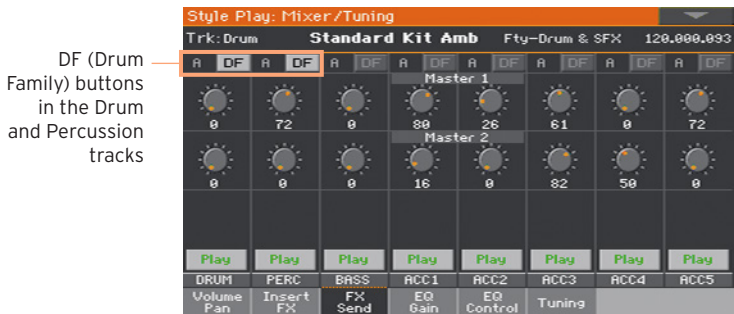 Style Play: Mixer/Tuning
Trk:Drum Standard Kit Amb Fty-Drum & SFX 120.000.093
DF (Drum
Family) buttons
in the Drum
and Percussion
tracks
A DF A DF A DF A DF A DF A DF A DF A DF
Master 1
0 72 0 80 26 61 0 72
Master 2
0 0 0 16 0 82 50 0
Play Play Play Play Play Play Play Play
DRUM PERC BASS ACC1 ACC2 ACC3 ACC4 ACC5
Volume Pan Insert FX FX Send EQ Gain EQ Control Tuning